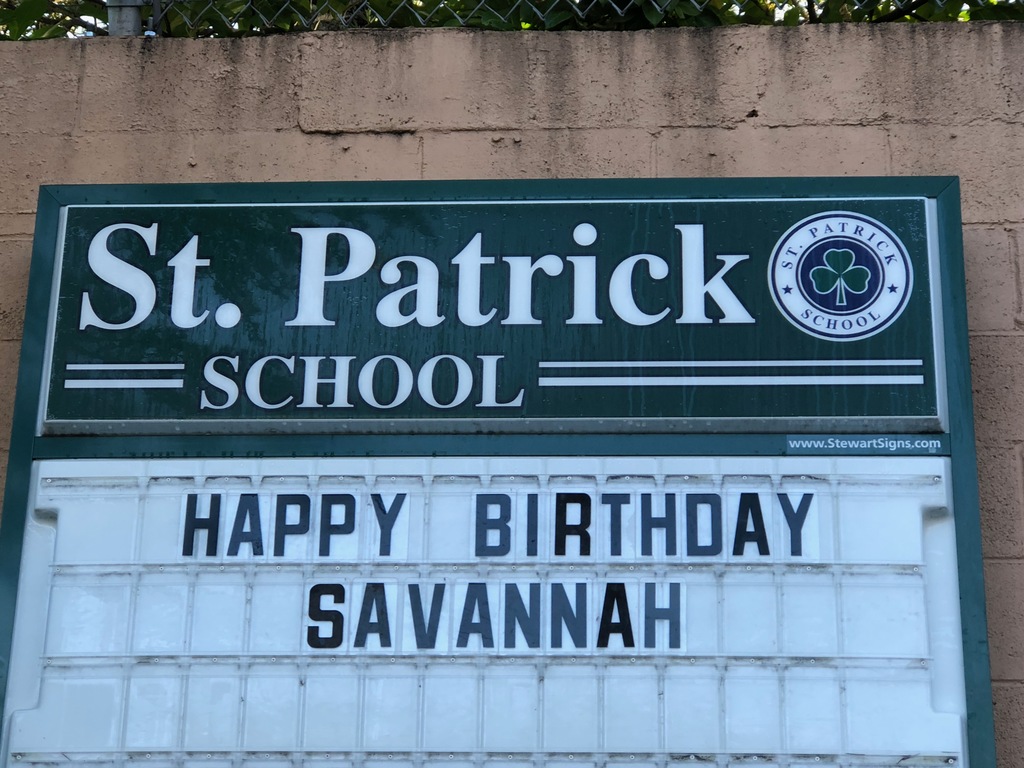 St. Patrick
SCHOOL
ST. PATRICK
SCHOOL
www.StewartSigns.com
HAPPY BIRTHDAY
SAVANNAH